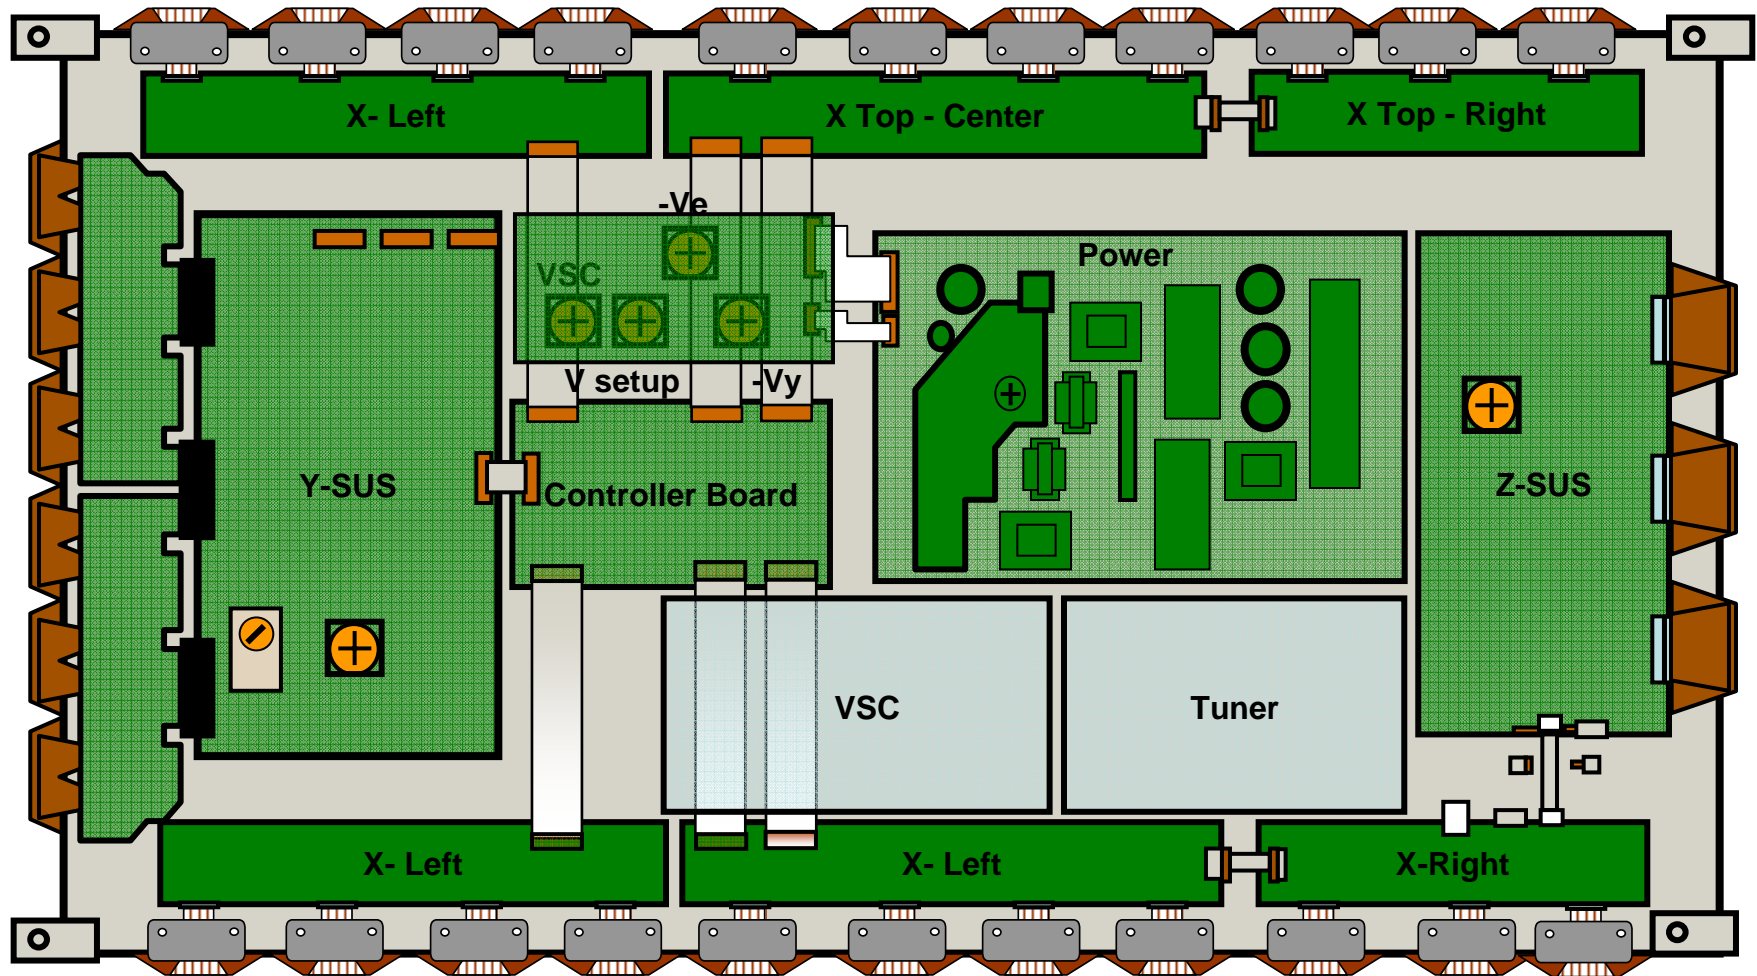 X- Left
X Top - Center
X Top - Right
-Ve
VSC
Power
V setup
-Vy
Y-SUS
Controller Board
Z-SUS
VSC
Tuner
X- Left
X- Left
X-Right